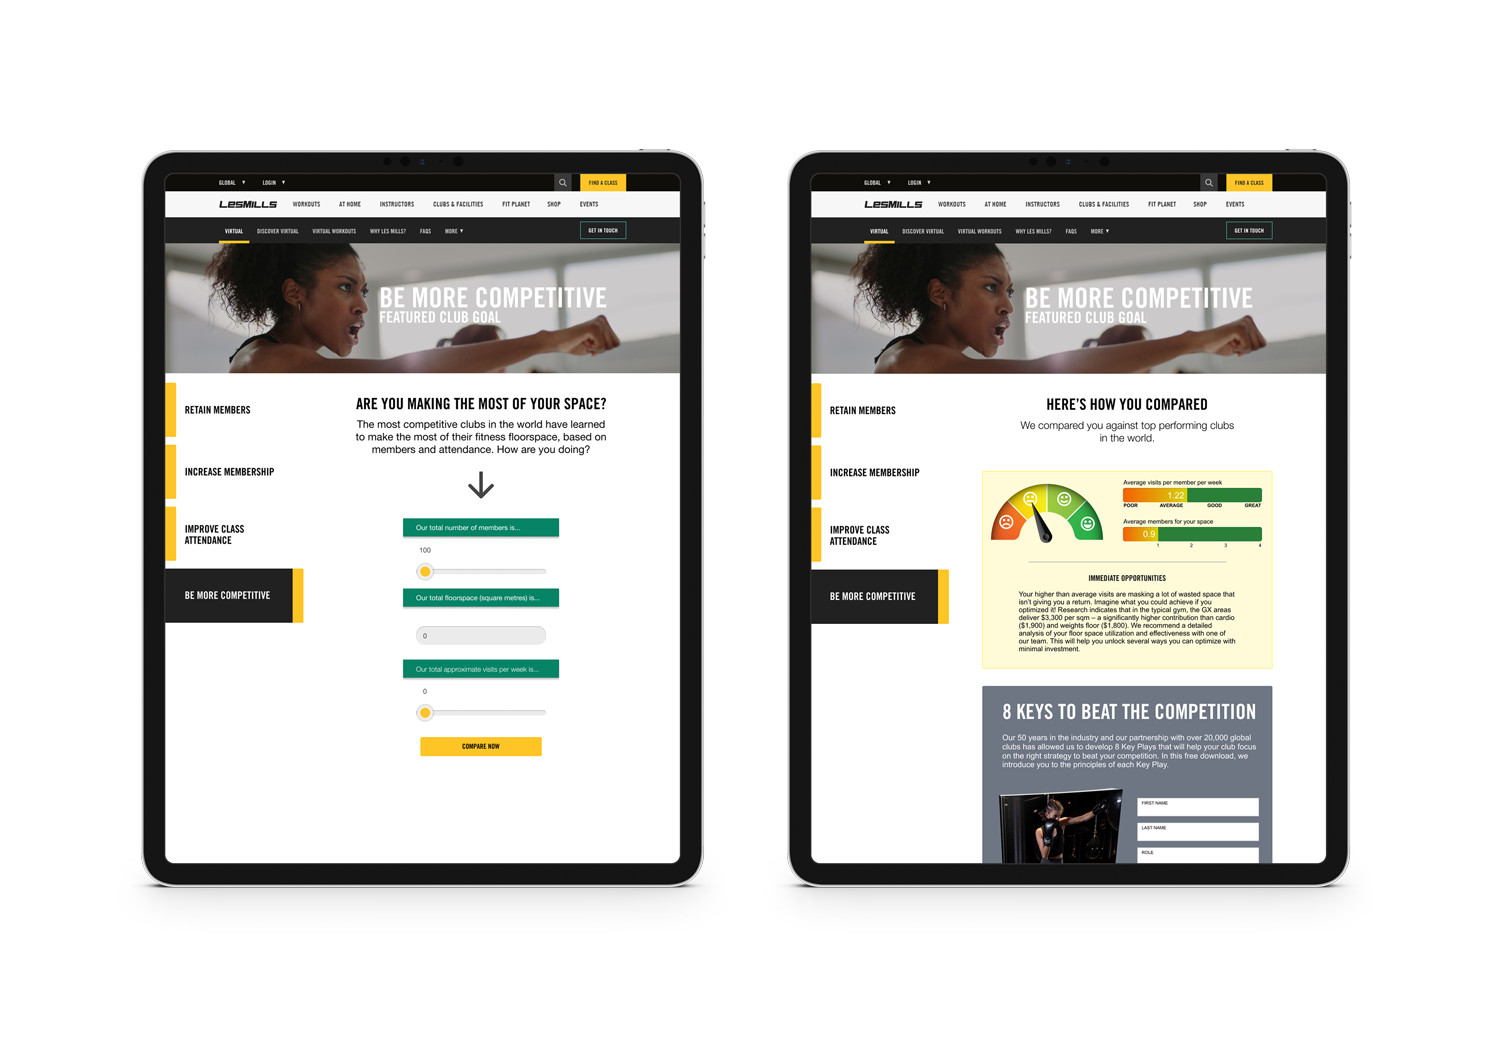 GLOBAL ▼ LOGIN ▼ FIND A CLASS
LESMILLS WORKOUTS AT HOME INSTRUCTORS CLUBS & FACILITIES FIT PLANET SHOP EVENTS
VIRTUAL DISCOVER VIRTUAL VIRTUAL WORKOUTS WHY LES MILLS? FAQS MORE ▼ GET IN TOUCH
BE MORE COMPETITIVE
FEATURED CLUB GOAL
RETAIN MEMBERS
INCREASE MEMBERSHIP
IMPROVE CLASS
ATTENDANCE
BE MORE COMPETITIVE
ARE YOU MAKING THE MOST OF YOUR SPACE?
The most competitive clubs in the world have learned
to make the most of their fitness floorspace, based on
members and attendance. How are you doing?
Our total number of members is...
100
Our total floorspace (square metres) is...
0
Our total approximate visits per week is...
0
COMPARE NOW
GLOBAL ▼ LOGIN ▼ FIND A CLASS
LESMILLS WORKOUTS AT HOME INSTRUCTORS CLUBS & FACILITIES FIT PLANET SHOP EVENTS
VIRTUAL DISCOVER VIRTUAL VIRTUAL WORKOUTS WHY LES MILLS? FAQS MORE ▼ GET IN TOUCH
BE MORE COMPETITIVE
FEATURED CLUB GOAL
RETAIN MEMBERS
INCREASE MEMBERSHIP
IMPROVE CLASS
ATTENDANCE
BE MORE COMPETITIVE
HERE'S HOW YOU COMPARED
We compared you against top performing clubs
in the world.
Average visits per member per week
1.22
POOR AVERAGE GOOD GREAT
Average members for your space
0.9
1 2 3 4
IMMEDIATE OPPORTUNITIES
Your higher than average visits are masking a lot of wasted space that
isn't giving you a return. Imagine what you could achieve if you
optimized it! Research indicates that in the typical gym, the GX areas
deliver $3,300 per sqm – a significantly higher contribution than cardio
($1,900) and weights floor ($1,800). We recommend a detailed
analysis of your floor space utilization and effectiveness with one of
our team. This will help you unlock several ways you can optimize with
minimal investment.
8 KEYS TO BEAT THE COMPETITION
Our 50 years in the industry and our partnership with over 20,000 global
clubs has allowed us to develop 8 Key Plays that will help your club focus
on the right strategy to beat your competition. In this free download, we
introduce you to the principles of each Key Play.
FIRST NAME
LAST NAME
ROLE